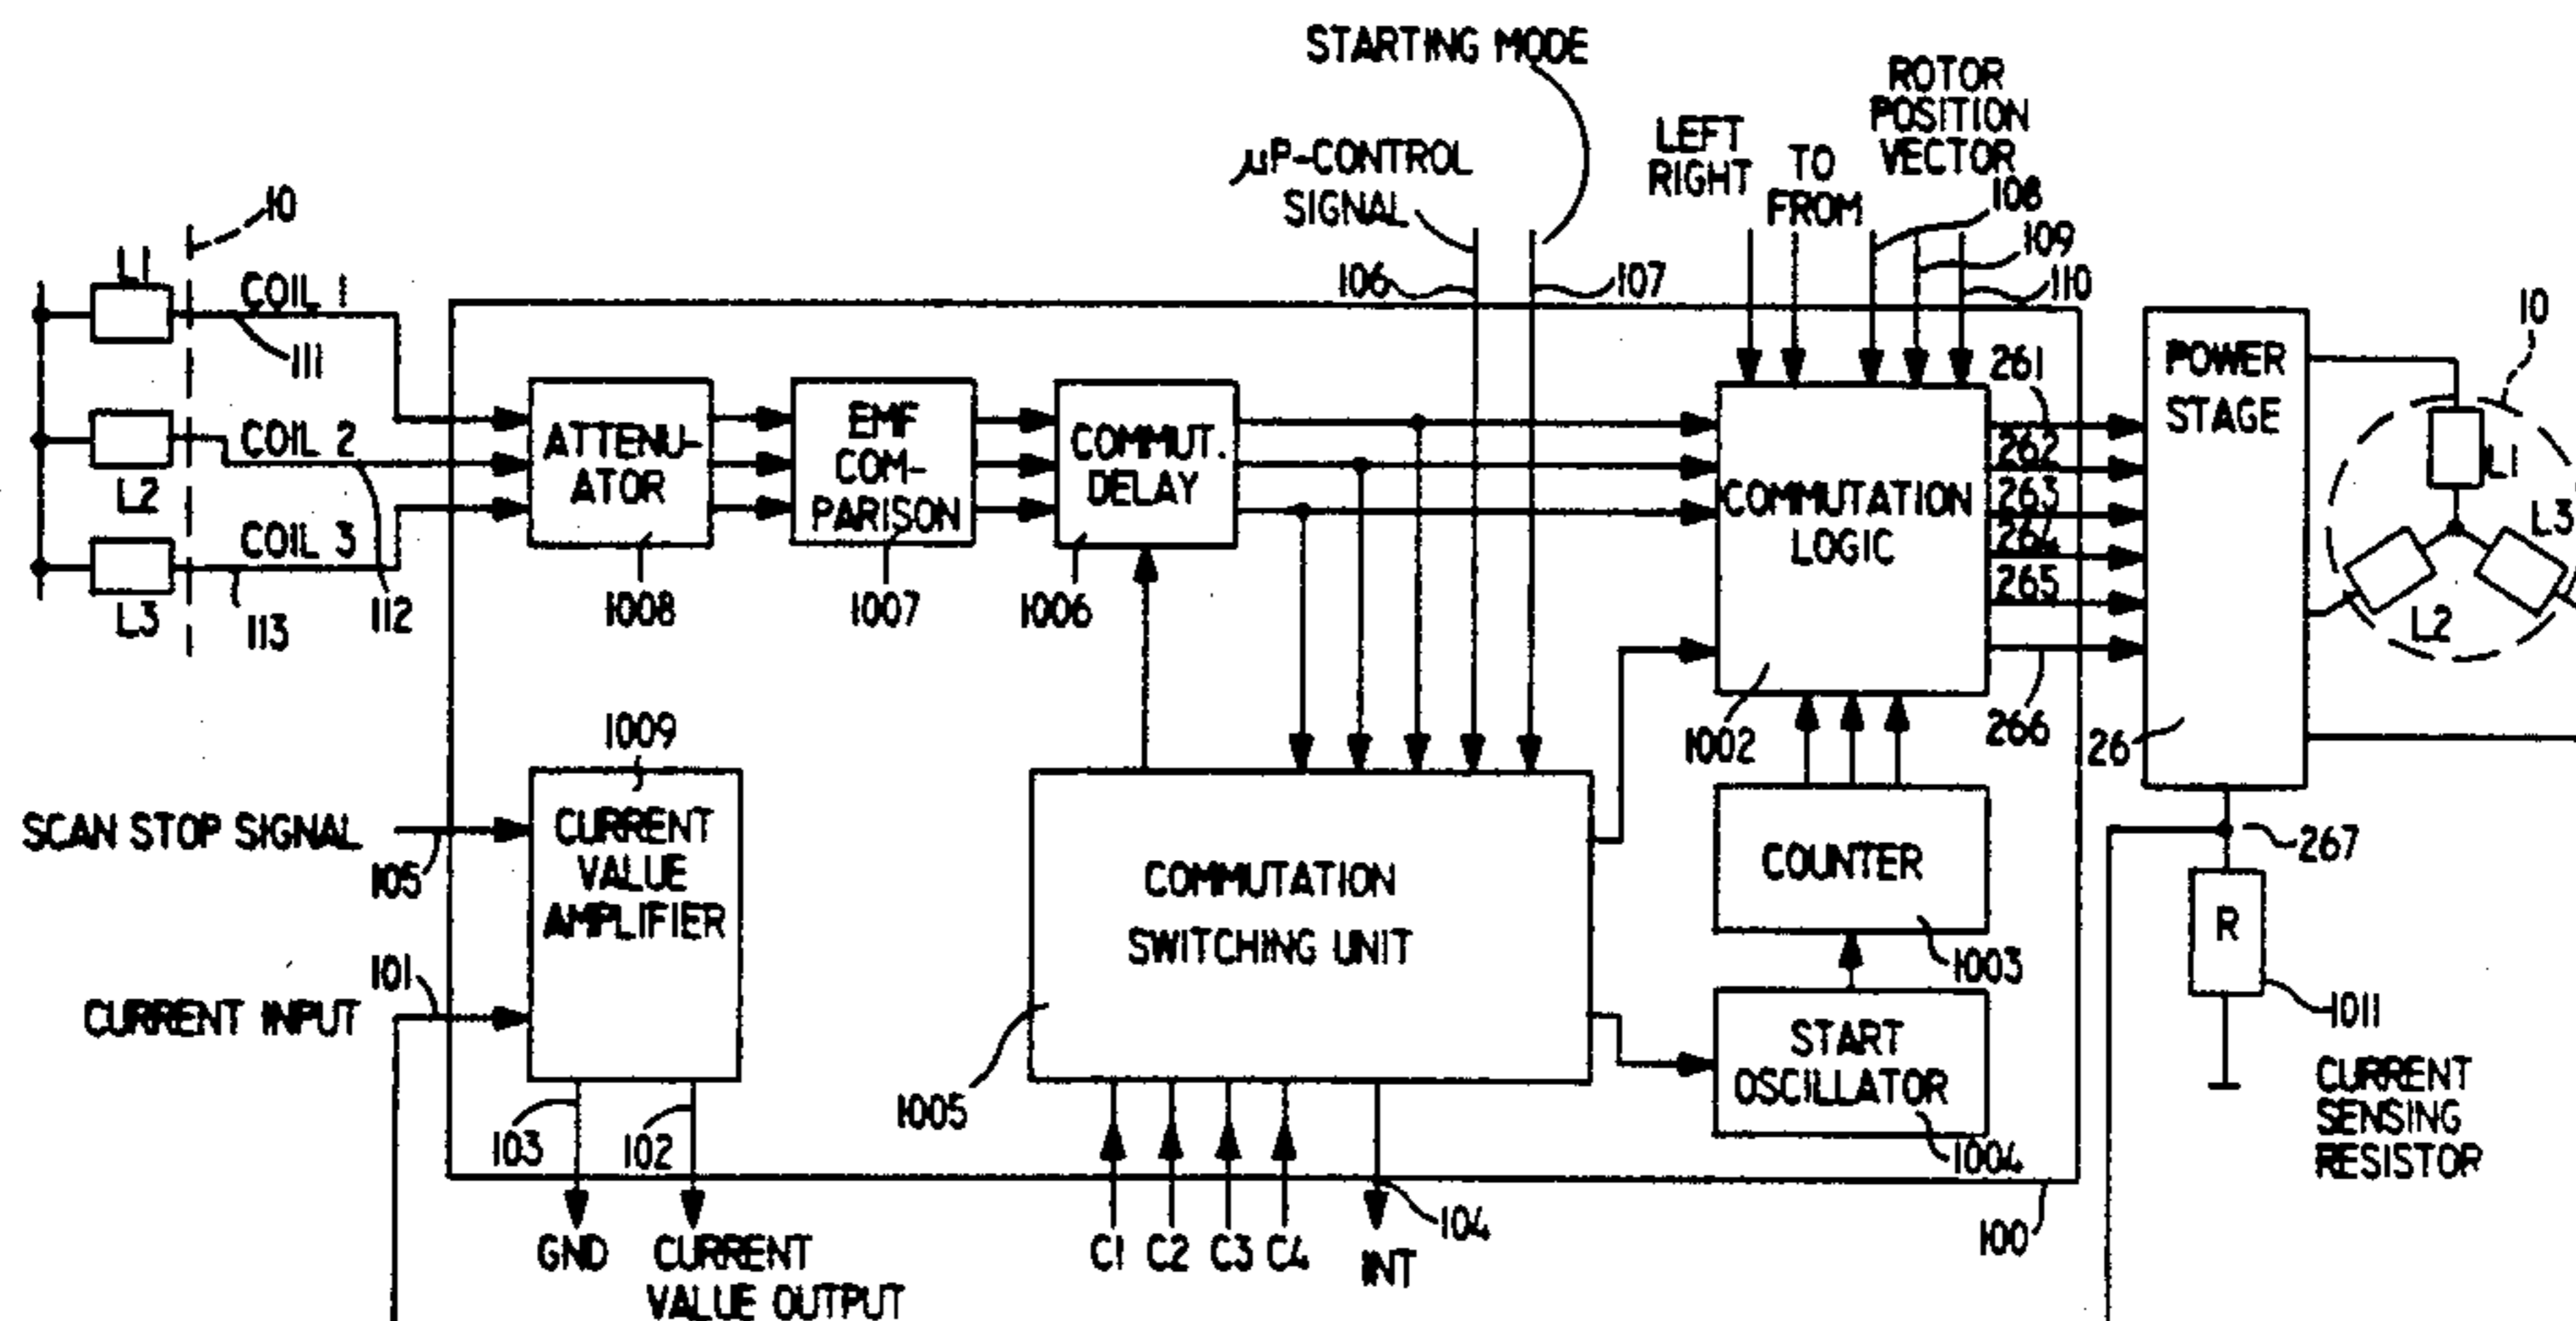 STARTING MODE
µP-CONTROL
SIGNAL
LEFT
RIGHT
TO
FROM
ROTOR
POSITION
VECTOR
108
109
110
106
107
10
L1
COIL 1
111
COIL 2
L2
112
COIL 3
L3
113
ATTENU-
ATOR
1008
EMF
COM-
PARISON
1007
COMMUT.
DELAY
1006
COMMUTATION
LOGIC
1002
261
262
263
264
265
266
POWER
STAGE
26
10
L1
L3
L2
1009
SCAN STOP SIGNAL
105
CURRENT
VALUE
AMPLIFIER
101
CURRENT INPUT
103
102
GND
CURRENT
VALUE OUTPUT
COMMUTATION
SWITCHING UNIT
1005
C1 C2 C3 C4
INT
104
COUNTER
1003
START
OSCILLATOR
1004
100
267
R
1011
CURRENT
SENSING
RESISTOR